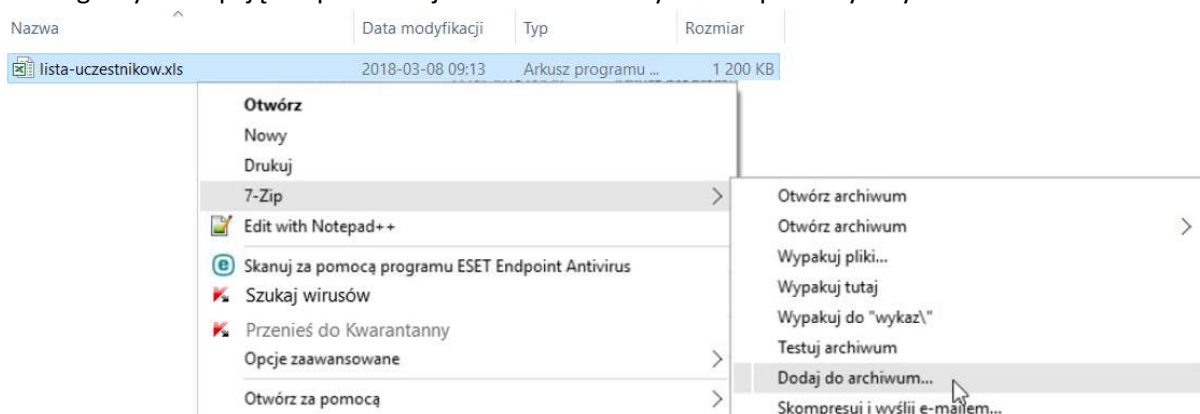 Nazwa Data modyfikacji Typ Rozmiar
lista-uczestnikow.xls 2018-03-08 09:13 Arkusz programu ... 1 200 KB
Otwórz
Nowy
Drukuj
7-Zip
Edit with Notepad++
Skanuj za pomocą programu ESET Endpoint Antivirus
Szukaj wirusów
Przenieś do Kwarantanny
Opcje zaawansowane
Otwórz za pomocą
Otwórz archiwum
Otwórz archiwum
Wypakuj pliki...
Wypakuj tutaj
Wypakuj do "wykaz\"
Testuj archiwum
Dodaj do archiwum...
Skompresuj i wyślij e-mailem...